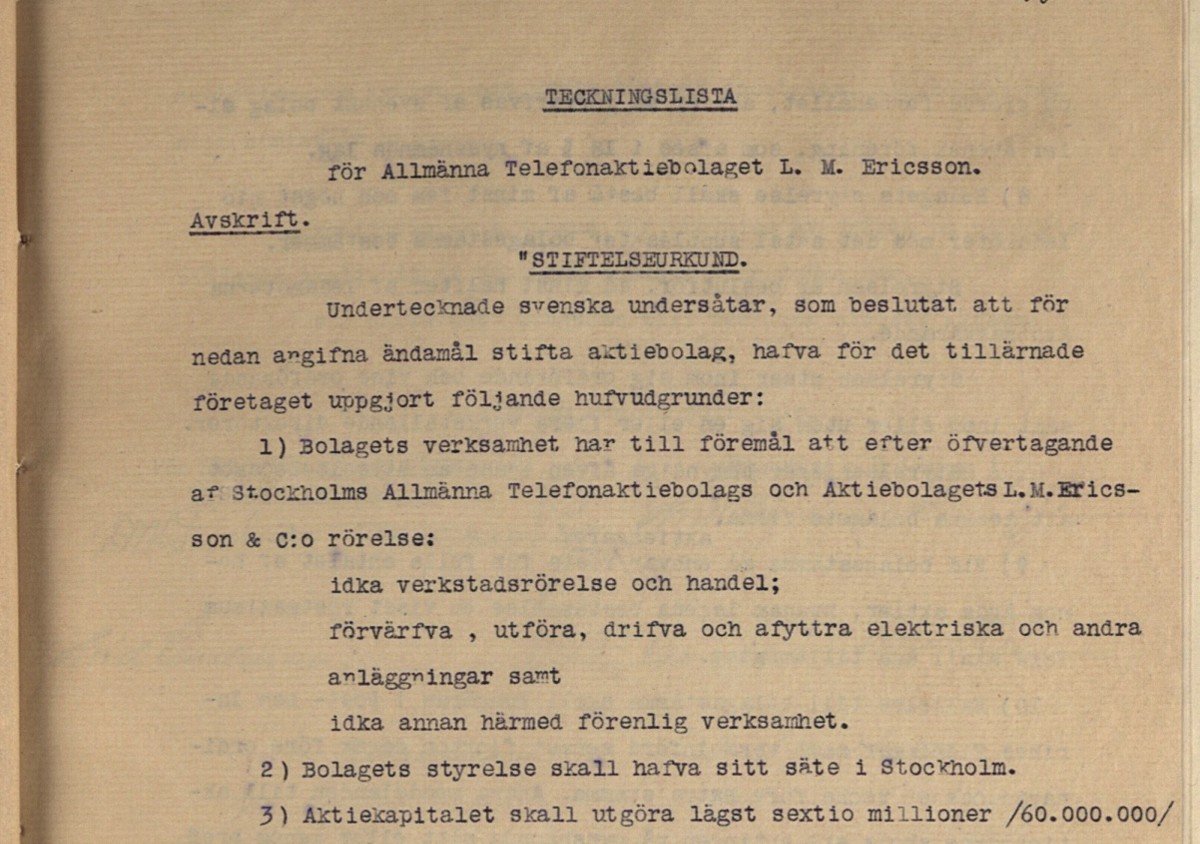 TECKNINGSLISTA
för Allmänna Telefonaktiebolaget L. M. Ericsson.
Avskrift.
"STIFTELSEURKUND.
Undertecknade svenska undersåtar, som beslutat att för
nedan angifna ändamål stifta aktiebolag, hafva för det tillärnade
företaget uppgjort följande hufvudgrunder:
1) Bolagets verksamhet har till föremål att efter öfvertagande
af Stockholms Allmänna Telefonaktiebolags och Aktiebolagets L.M.Erics-
son & C:o rörelse:
idka verkstadsrörelse och handel;
förvärfva , utföra, drifva och afyttra elektriska och andra
anläggningar samt
idka annan härmed förenlig verksamhet.
2) Bolagets styrelse skall hafva sitt säte i Stockholm.
3) Aktiekapitalet skall utgöra lägst sextio millioner /60.000.000/